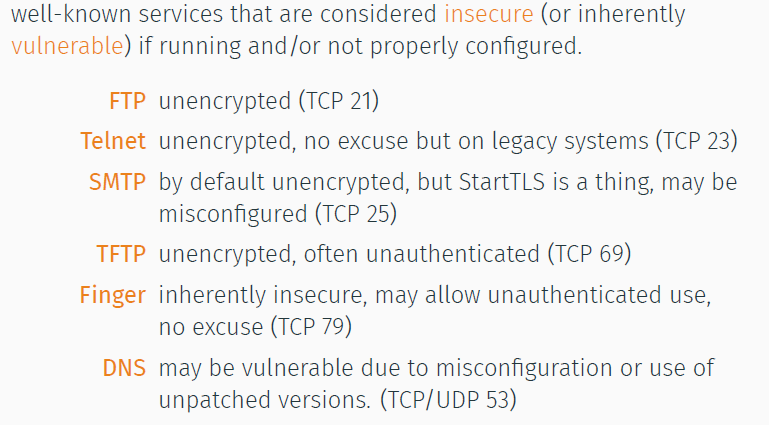 well-known services that are considered insecure (or inherently
vulnerable) if running and/or not properly configured.
FTP unencrypted (TCP 21)
Telnet unencrypted, no excuse but on legacy systems (TCP 23)
SMTP by default unencrypted, but StartTLS is a thing, may be
misconfigured (TCP 25)
TFTP unencrypted, often unauthenticated (TCP 69)
Finger inherently insecure, may allow unauthenticated use,
no excuse (TCP 79)
DNS may be vulnerable due to misconfiguration or use of
unpatched versions. (TCP/UDP 53)